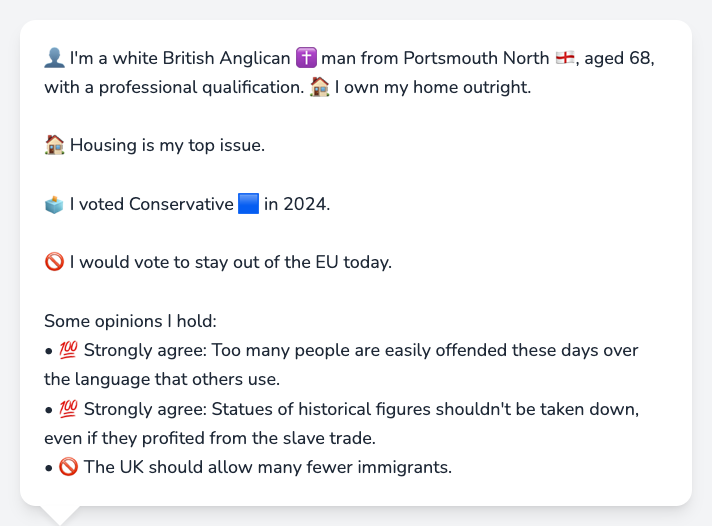 👤 I'm a white British Anglican ✝️ man from Portsmouth North 🏴󠁧󠁢󠁥󠁮󠁧󠁿, aged 68,
with a professional qualification. 🏠 I own my home outright.
🏠 Housing is my top issue.
🗳️ I voted Conservative 🟦 in 2024.
🚫 I would vote to stay out of the EU today.
Some opinions I hold:
• 💯 Strongly agree: Too many people are easily offended these days over
the language that others use.
• 💯 Strongly agree: Statues of historical figures shouldn't be taken down,
even if they profited from the slave trade.
• 🚫 The UK should allow many fewer immigrants.